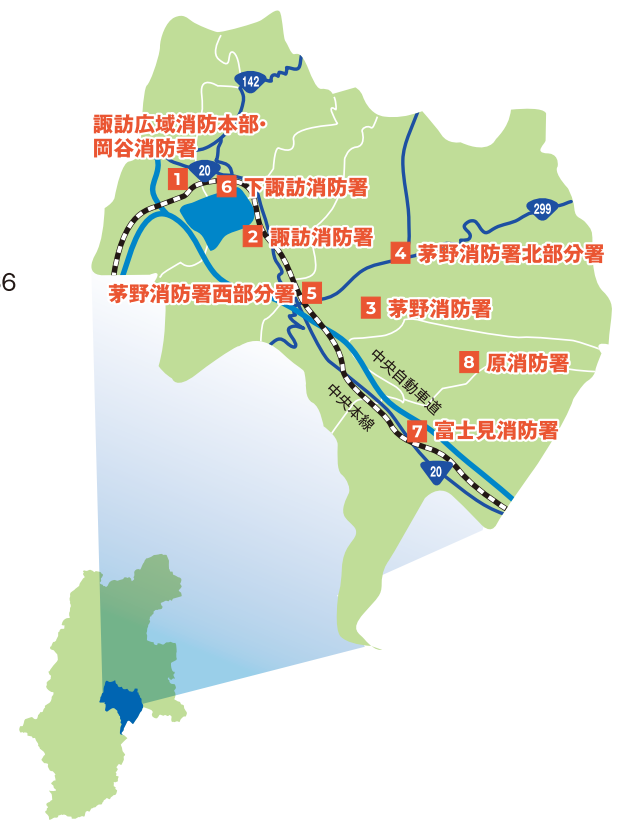 142
諏訪広域消防本部・
岡谷消防署
1
20
6 下諏訪消防署
299
2 諏訪消防署
4 茅野消防署北部分署
6
茅野消防署西部分署 5
3 茅野消防署
8 原消防署
中央自動車道
中央本線
7 富士見消防署
20